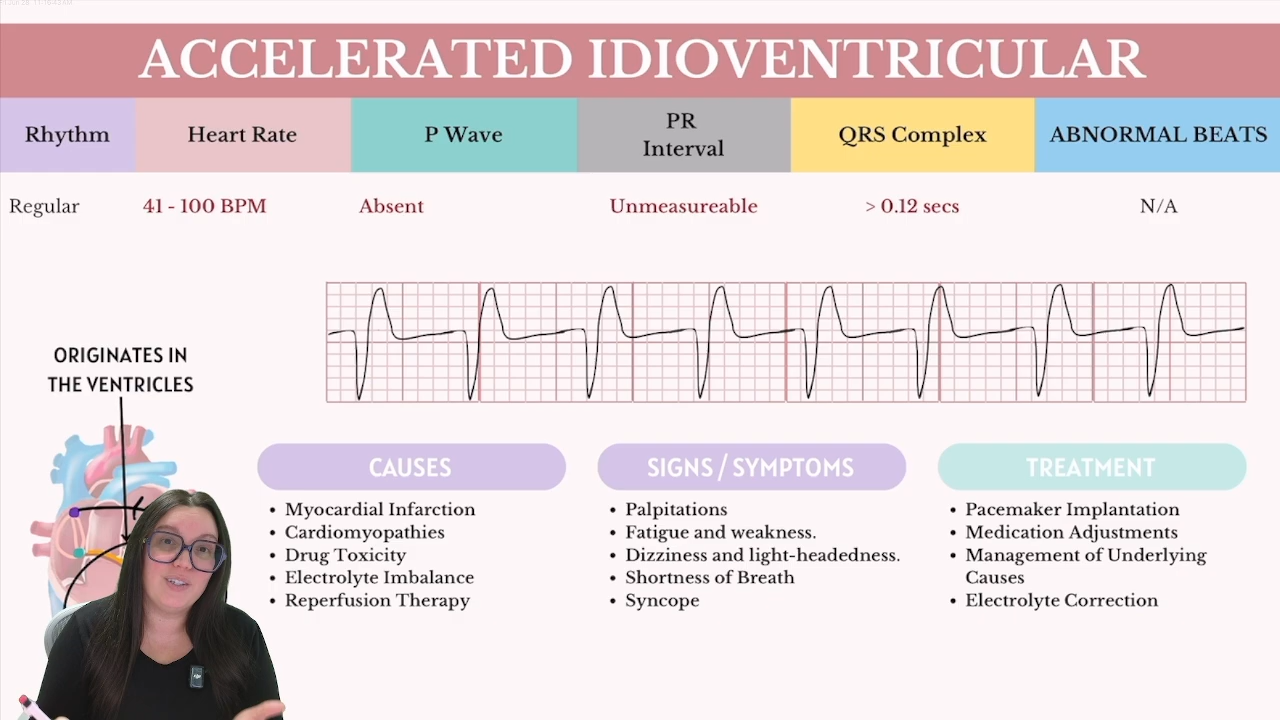 ACCELERATED IDIOVENTRICULAR
Rhythm
Heart Rate
P Wave
PR
Interval
QRS Complex
ABNORMAL BEATS
Regular
41 - 100 BPM
Absent
Unmeasureable
> 0.12 secs
N/A
ORIGINATES IN
THE VENTRICLES
CAUSES
• Myocardial Infarction
• Cardiomyopathies
• Drug Toxicity
• Electrolyte Imbalance
• Reperfusion Therapy
SIGNS / SYMPTOMS
• Palpitations
• Fatigue and weakness.
• Dizziness and light-headedness.
• Shortness of Breath
• Syncope
TREATMENT
• Pacemaker Implantation
• Medication Adjustments
• Management of Underlying
Causes
• Electrolyte Correction